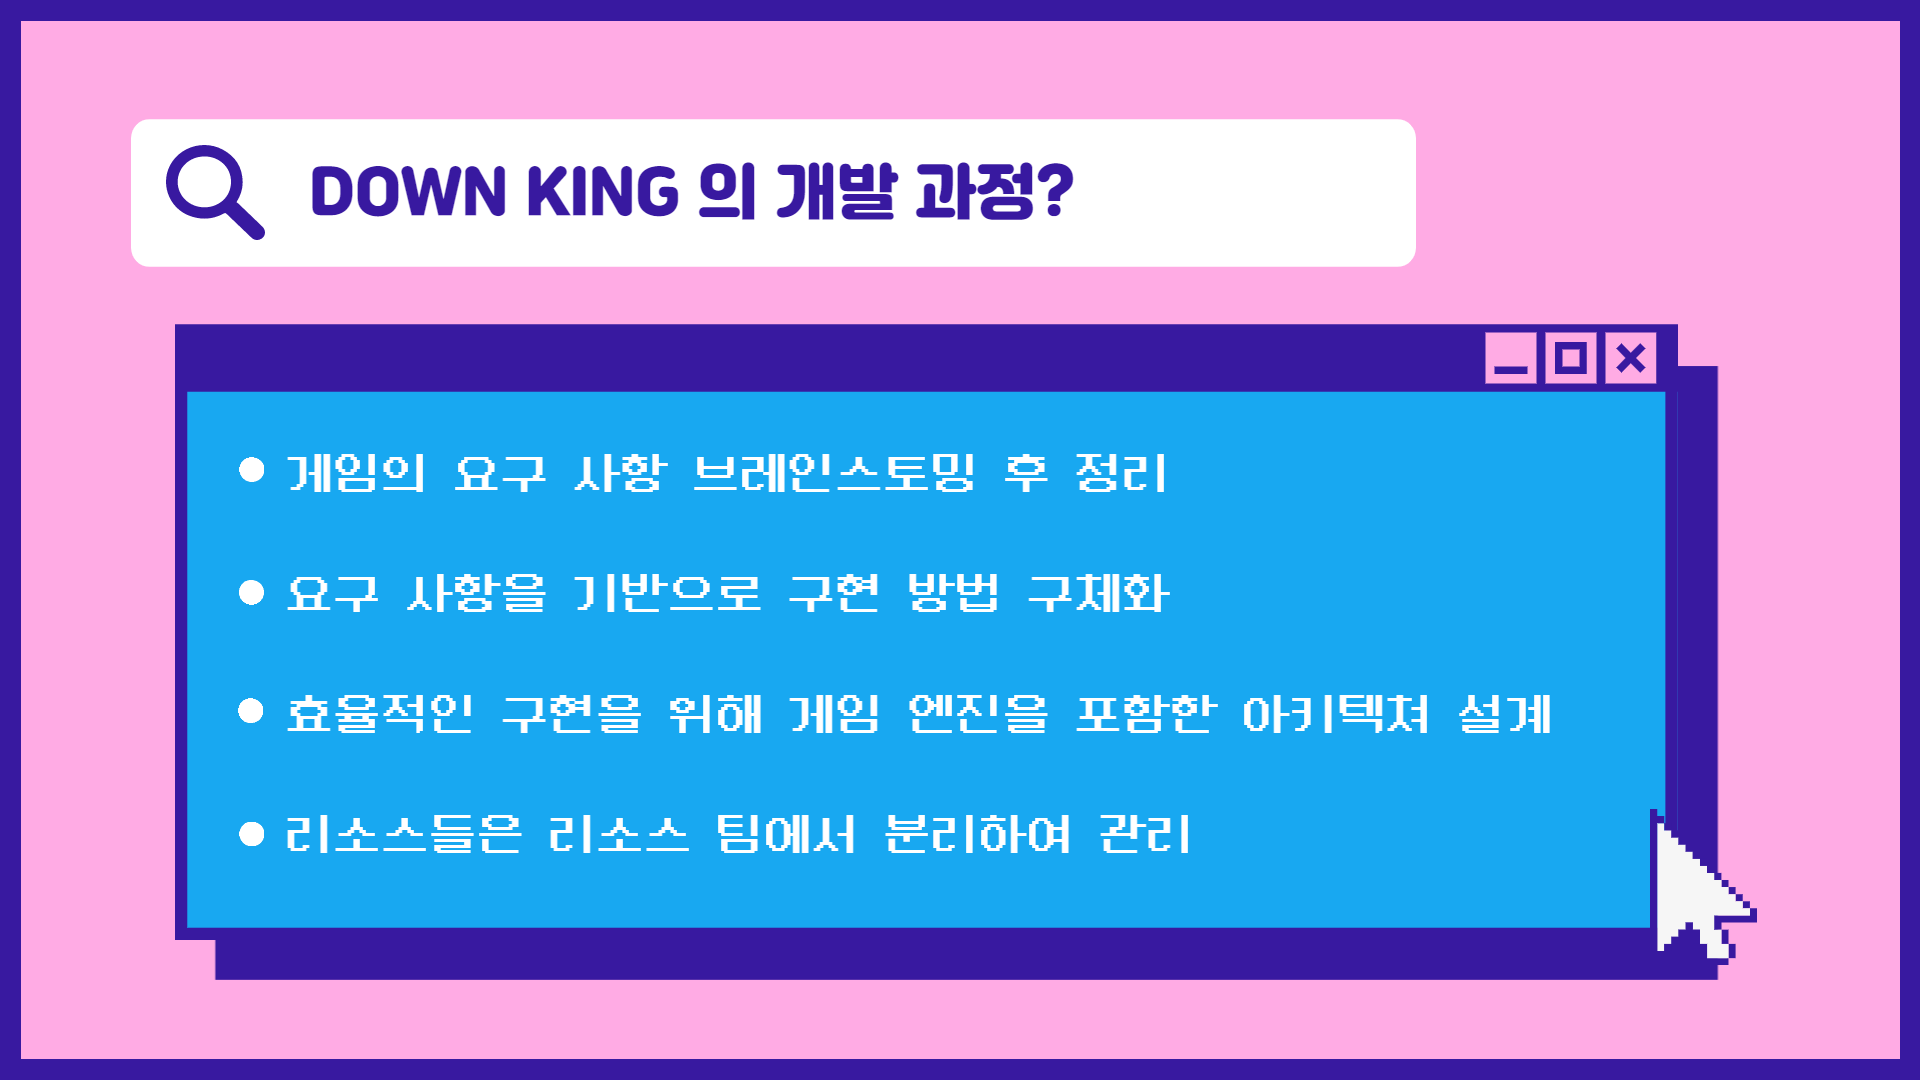 DOWN KING 의 개발 과정?
• 게임의 요구 사항 브레인스토밍 후 정리
• 요구 사항을 기반으로 구현 방법 구체화
• 효율적인 구현을 위해 게임 엔진을 포함한 아키텍쳐 설계
• 리소스들은 리소스 팀에서 분리하여 관리